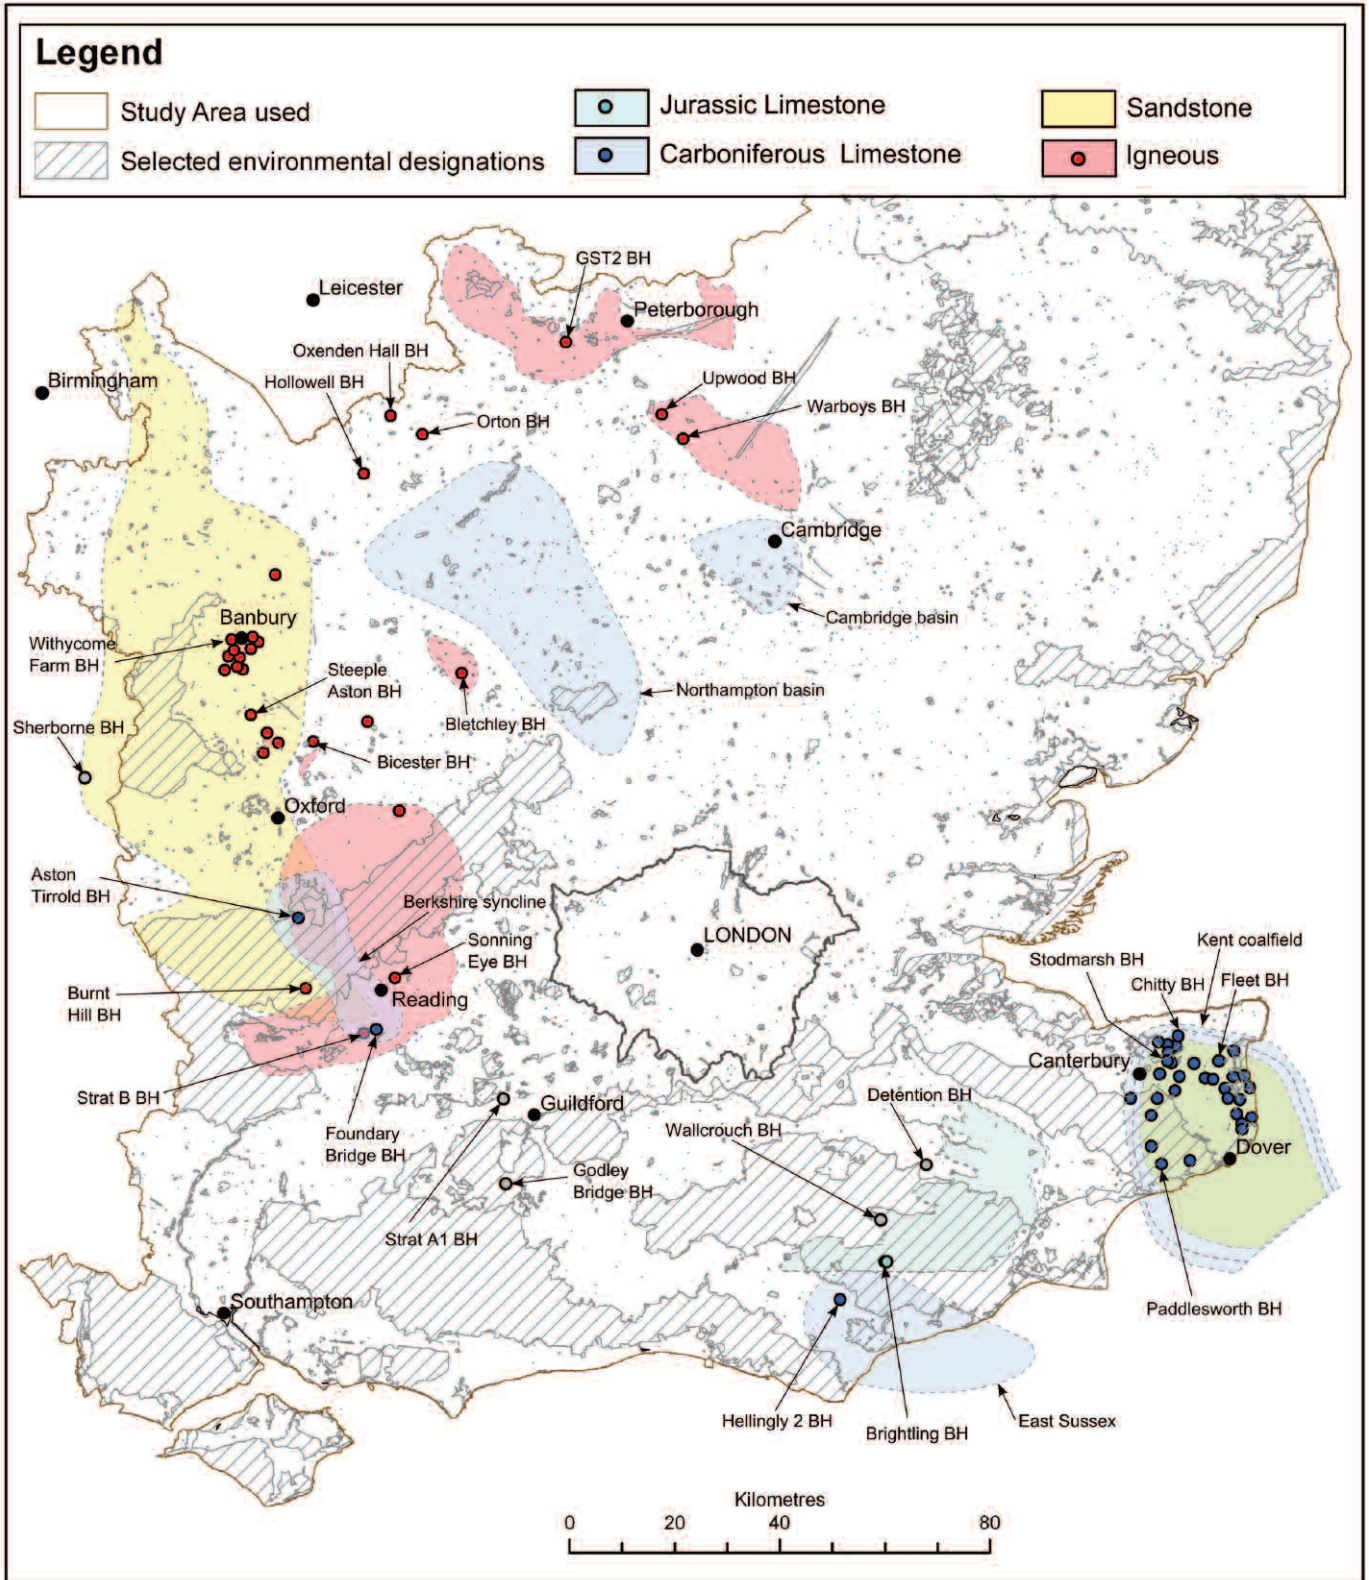 Legend
Study Area used
Selected environmental designations
Jurassic Limestone
Carboniferous Limestone
Sandstone
Igneous
GST2 BH
Leicester
Peterborough
Oxenden Hall BH
Birmingham
Hollowell BH
Upwood BH
Warboys BH
Orton BH
Cambridge
Cambridge basin
Banbury
Withycome
Farm BH
Steeple
Aston BH
Northampton basin
Sherborne BH
Bletchley BH
Bicester BH
Oxford
Aston
Tirrold BH
Berkshire syncline
LONDON
Sonning
Eye BH
Kent coalfield
Stodmarsh BH
Chitty BH
Fleet BH
Burnt
Hill BH
Reading
Canterbury
Strat B BH
Guildford
Detention BH
Wallcrouch BH
Foundary
Bridge BH
Dover
Godley
Bridge BH
Strat A1 BH
Southampton
Paddlesworth BH
Hellingly 2 BH
East Sussex
Brightling BH
Kilometres
0 20 40 80